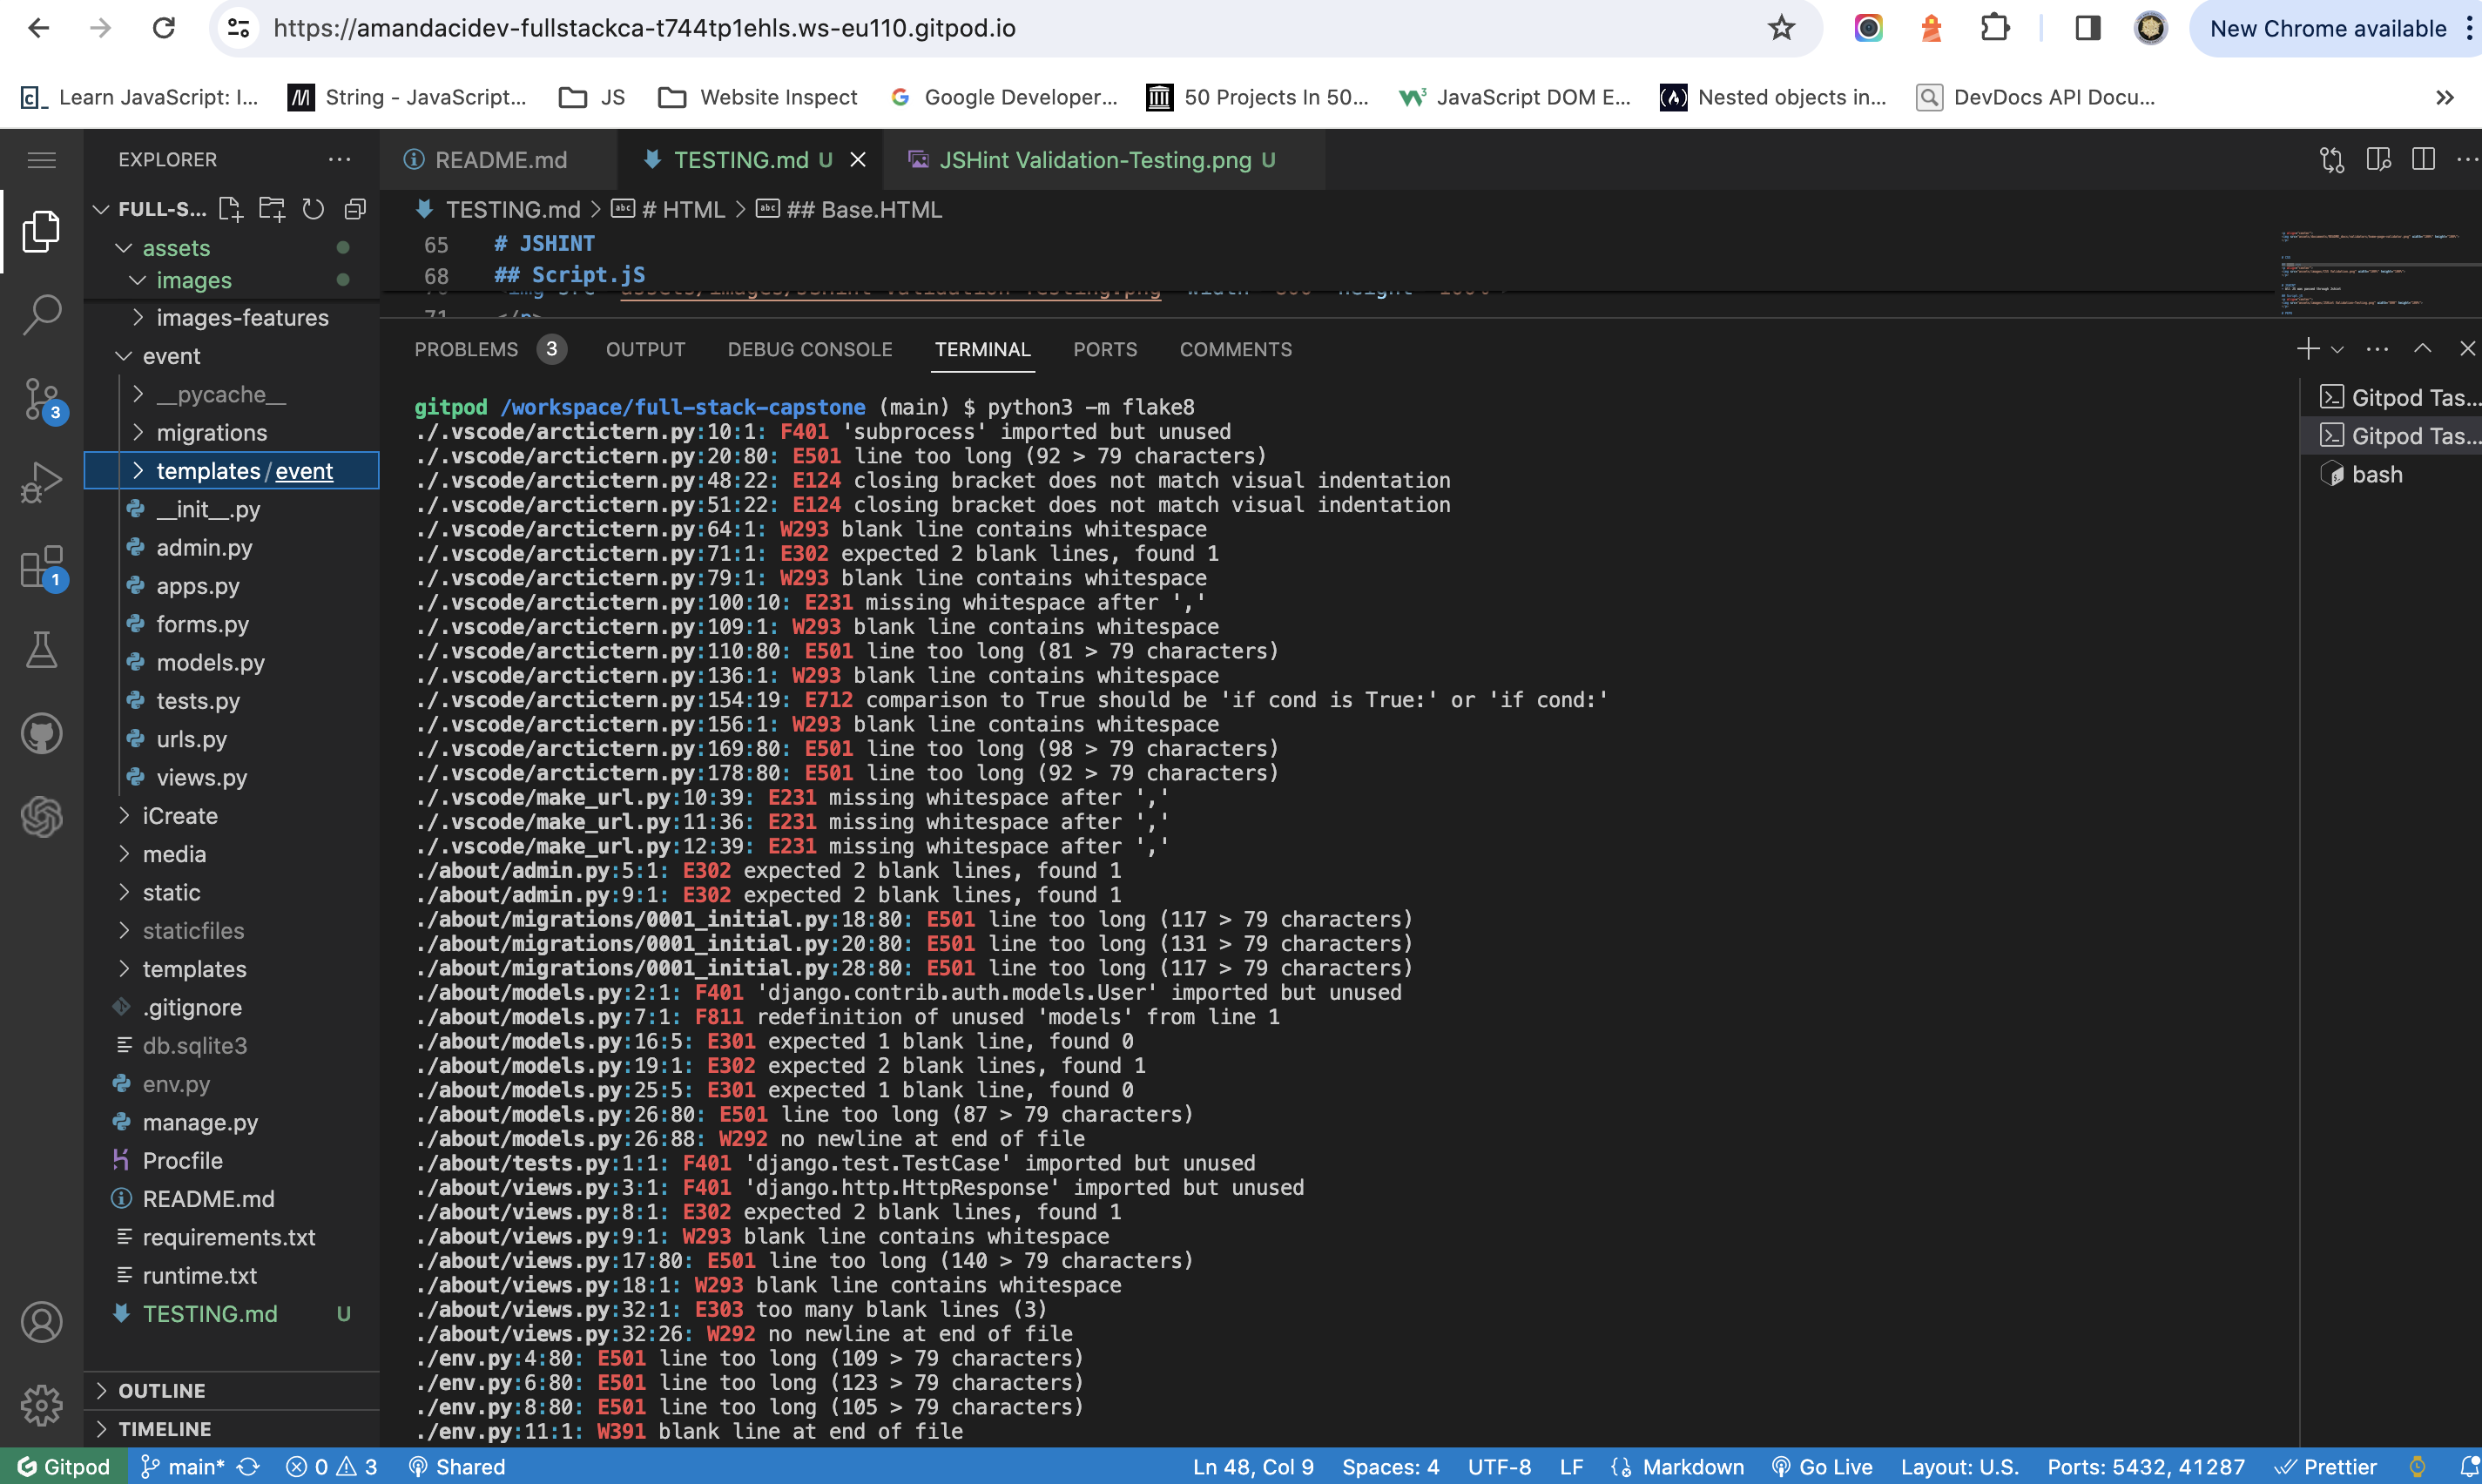 https://amandacidev-fullstackca-t744tp1ehls.ws-eu110.gitpod.io
New Chrome available
Learn JavaScript: I...
String - JavaScript...
JS
Website Inspect
Google Developer...
50 Projects In 50...
JavaScript DOM E...
Nested objects in...
DevDocs API Docu...
EXPLORER
README.md
TESTING.md U
JSHint Validation-Testing.png U
FULL-S...
TESTING.md > # HTML > ## Base.HTML
assets
images
images-features
event
__pycache__
migrations
templates/event
__init__.py
admin.py
apps.py
forms.py
models.py
tests.py
urls.py
views.py
iCreate
media
static
staticfiles
templates
.gitignore
db.sqlite3
env.py
manage.py
Procfile
README.md
requirements.txt
runtime.txt
TESTING.md U
OUTLINE
TIMELINE
3
1
65 # JSHINT
68 ## Script.jS
71 </p>
PROBLEMS 3 OUTPUT DEBUG CONSOLE TERMINAL PORTS COMMENTS
gitpod /workspace/full-stack-capstone (main) $ python3 -m flake8
./.vscode/arctictern.py:10:1: F401 'subprocess' imported but unused
./.vscode/arctictern.py:20:80: E501 line too long (92 > 79 characters)
./.vscode/arctictern.py:48:22: E124 closing bracket does not match visual indentation
./.vscode/arctictern.py:51:22: E124 closing bracket does not match visual indentation
./.vscode/arctictern.py:64:1: W293 blank line contains whitespace
./.vscode/arctictern.py:71:1: E302 expected 2 blank lines, found 1
./.vscode/arctictern.py:79:1: W293 blank line contains whitespace
./.vscode/arctictern.py:100:10: E231 missing whitespace after ','
./.vscode/arctictern.py:109:1: W293 blank line contains whitespace
./.vscode/arctictern.py:110:80: E501 line too long (81 > 79 characters)
./.vscode/arctictern.py:136:1: W293 blank line contains whitespace
./.vscode/arctictern.py:154:19: E712 comparison to True should be 'if cond is True:' or 'if cond:'
./.vscode/arctictern.py:156:1: W293 blank line contains whitespace
./.vscode/arctictern.py:169:80: E501 line too long (98 > 79 characters)
./.vscode/arctictern.py:178:80: E501 line too long (92 > 79 characters)
./.vscode/make_url.py:10:39: E231 missing whitespace after ','
./.vscode/make_url.py:11:36: E231 missing whitespace after ','
./.vscode/make_url.py:12:39: E231 missing whitespace after ','
./about/admin.py:5:1: E302 expected 2 blank lines, found 1
./about/admin.py:9:1: E302 expected 2 blank lines, found 1
./about/migrations/0001_initial.py:18:80: E501 line too long (117 > 79 characters)
./about/migrations/0001_initial.py:20:80: E501 line too long (131 > 79 characters)
./about/migrations/0001_initial.py:28:80: E501 line too long (117 > 79 characters)
./about/models.py:2:1: F401 'django.contrib.auth.models.User' imported but unused
./about/models.py:7:1: F811 redefinition of unused 'models' from line 1
./about/models.py:16:5: E301 expected 1 blank line, found 0
./about/models.py:19:1: E302 expected 2 blank lines, found 1
./about/models.py:25:5: E301 expected 1 blank line, found 0
./about/models.py:26:80: E501 line too long (87 > 79 characters)
./about/models.py:26:88: W292 no newline at end of file
./about/tests.py:1:1: F401 'django.test.TestCase' imported but unused
./about/views.py:3:1: F401 'django.http.HttpResponse' imported but unused
./about/views.py:8:1: E302 expected 2 blank lines, found 1
./about/views.py:9:1: W293 blank line contains whitespace
./about/views.py:17:80: E501 line too long (140 > 79 characters)
./about/views.py:18:1: W293 blank line contains whitespace
./about/views.py:32:1: E303 too many blank lines (3)
./about/views.py:32:26: W292 no newline at end of file
./env.py:4:80: E501 line too long (109 > 79 characters)
./env.py:6:80: E501 line too long (123 > 79 characters)
./env.py:8:80: E501 line too long (105 > 79 characters)
./env.py:11:1: W391 blank line at end of file
Gitpod Tas...
Gitpod Tas...
bash
Gitpod main* 0 3 Shared Ln 48, Col 9 Spaces: 4 UTF-8 LF Markdown Go Live Layout: U.S. Ports: 5432, 41287 Prettier